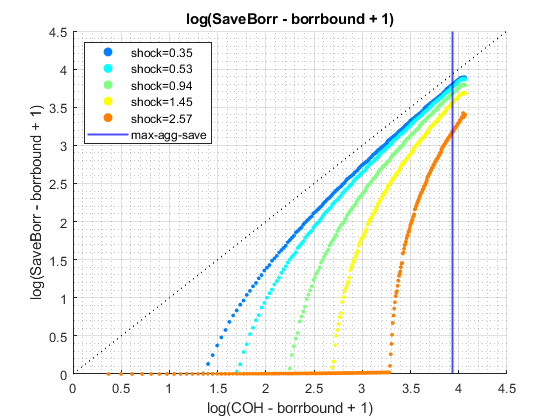 log(SaveBorr - borrbound + 1)
4.5
4
3.5
3
2.5
2
1.5
1
0.5
0
log(SaveBorr - borrbound + 1)
shock=0.35
shock=0.53
shock=0.94
shock=1.45
shock=2.57
max-agg-save
0 0.5 1 1.5 2 2.5 3 3.5 4 4.5
log(COH - borrbound + 1)